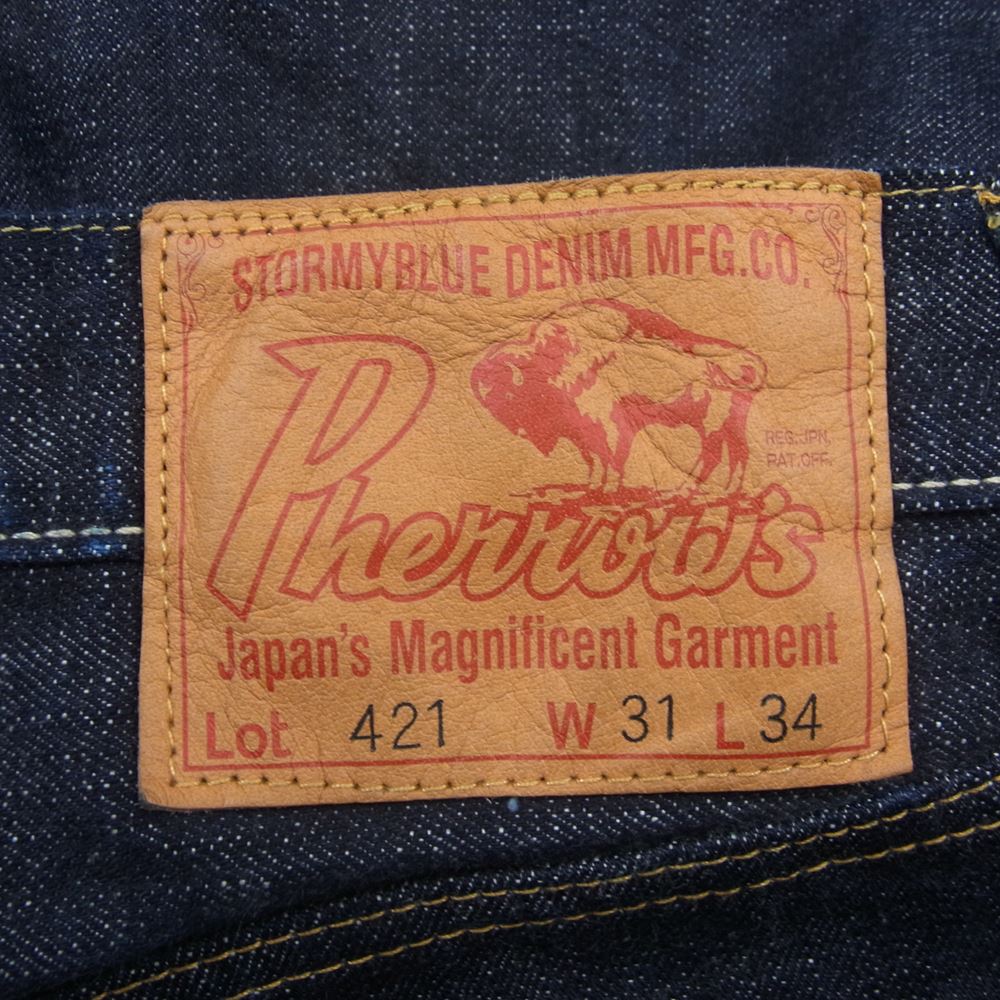 STORMYBLUE DENIM MFG.CO.
REG. JPN.
PAT. OFF.
Pherrow's
Japan's Magnificent Garment
Lot 421 W 31 L 34